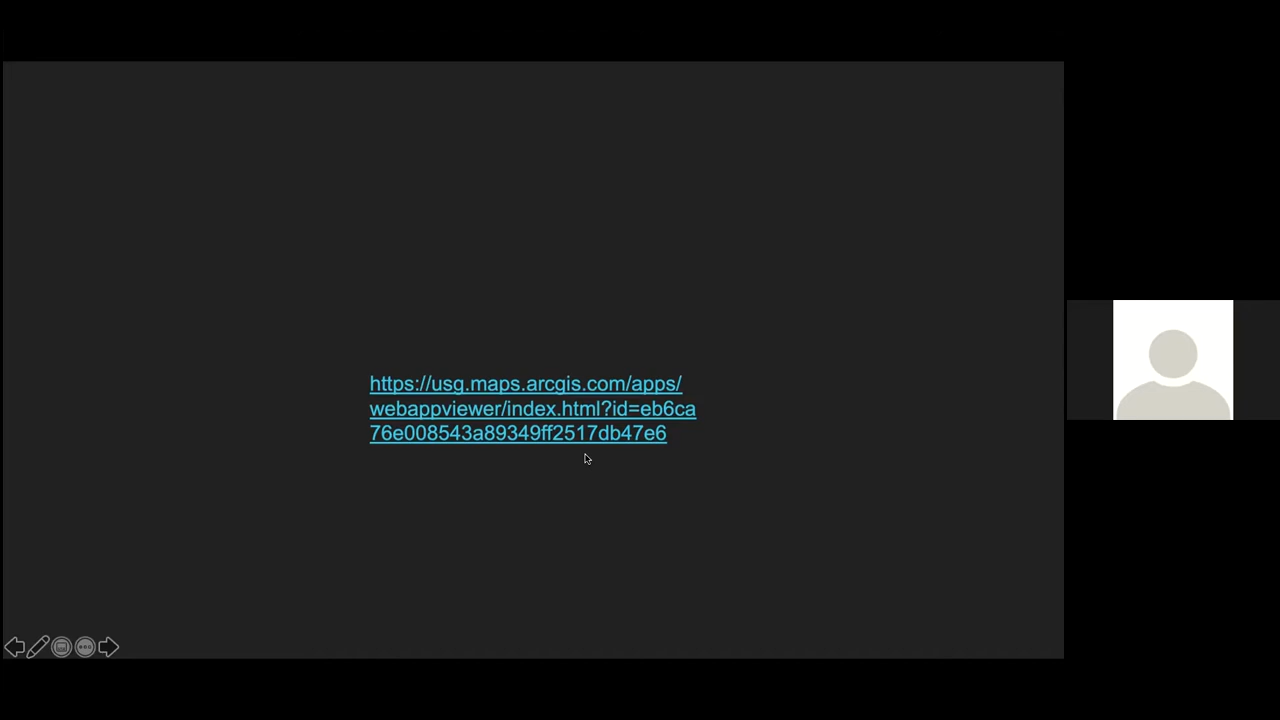 https://usg.maps.arcgis.com/apps/
webappviewer/index.html?id=eb6ca
76e008543a89349ff2517db47e6